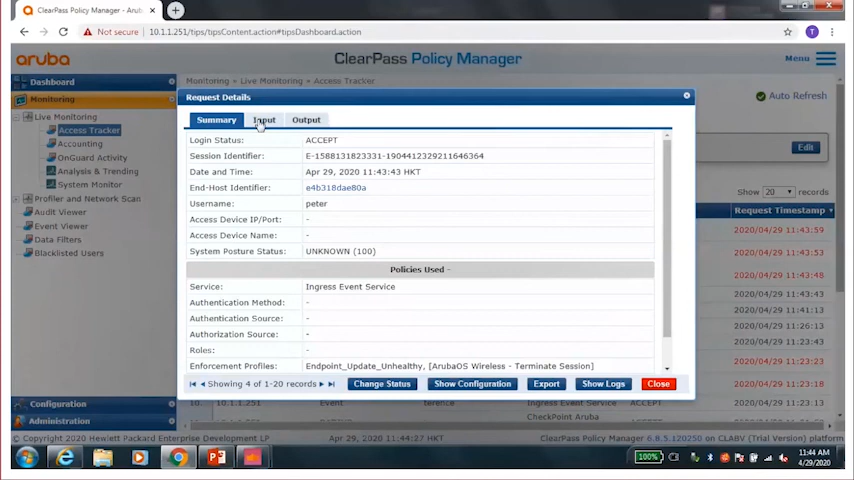 ClearPass Policy Manager - Aru
Not secure | 10.1.1.251/tips/tipsContent.action#tipsDashboard.action
T
aruba
ClearPass Policy Manager
Menu
Dashboard
Monitoring
Live Monitoring
Access Tracker
Accounting
OnGuard Activity
Analysis & Trending
System Monitor
Profiler and Network Scan
Audit Viewer
Event Viewer
Data Filters
Blacklisted Users
Configuration
Administration
Monitoring » Live Monitoring » Access Tracker
Auto Refresh
Edit
Show 20 records
Request Timestamp
2020/04/29 11:43:59
2020/04/29 11:43:53
2020/04/29 11:43:48
2020/04/29 11:43:43
2020/04/29 11:41:13
2020/04/29 11:26:13
2020/04/29 11:23:43
2020/04/29 11:23:23
2020/04/29 11:23:18
Request Details
Summary Input Output
Login Status: ACCEPT
Session Identifier: E-1588131823331-1904412329211646364
Date and Time: Apr 29, 2020 11:43:43 HKT
End-Host Identifier: e4b318dae80a
Username: peter
Access Device IP/Port: -
Access Device Name: -
System Posture Status: UNKNOWN (100)
Policies Used -
Service: Ingress Event Service
Authentication Method: -
Authentication Source: -
Authorization Source: -
Roles: -
Enforcement Profiles: Endpoint_Update_Unhealthy, [ArubaOS Wireless - Terminate Session]
Showing 4 of 1-20 records
Change Status Show Configuration Export Show Logs Close
CheckPoint Aruba
© Copyright 2020 Hewlett Packard Enterprise Development LP
Apr 29, 2020 11:44:27 HKT
ClearPass Policy Manager 6.8.5.120250 on CLABV (Trial Version) platform
100%
11:44 AM
4/29/2020